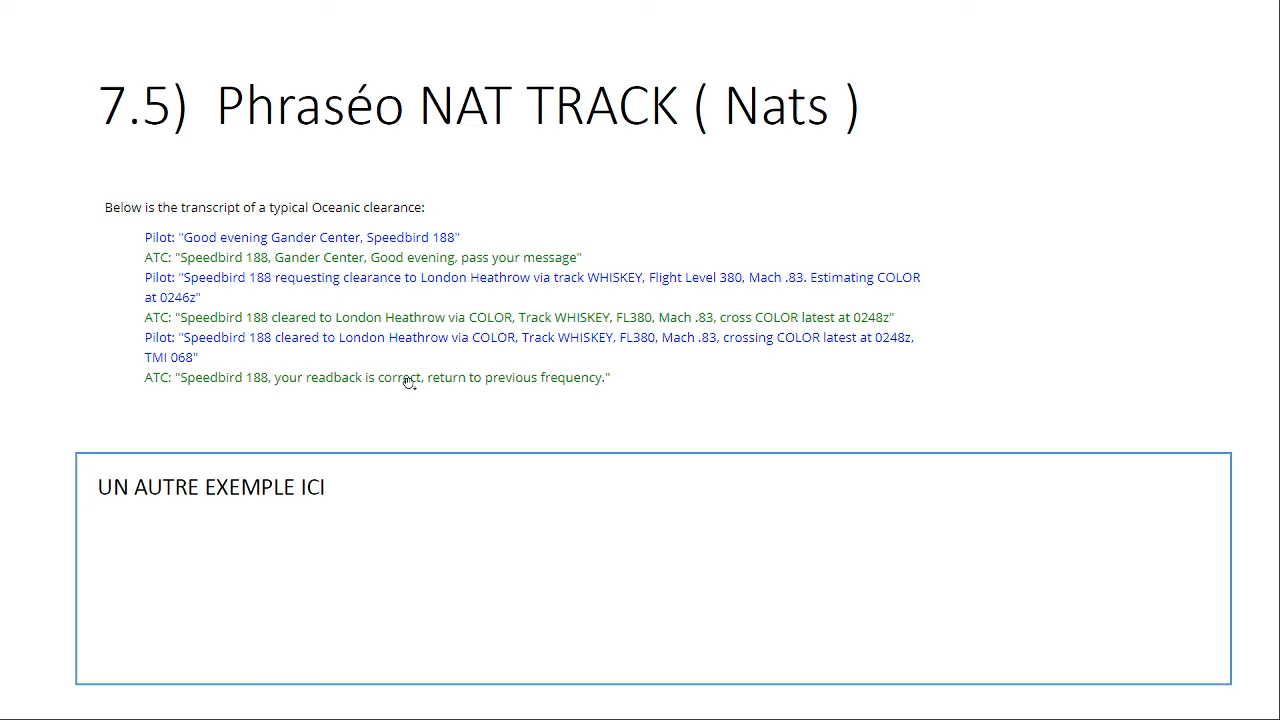 7.5) Phraséo NAT TRACK ( Nats )
Below is the transcript of a typical Oceanic clearance:
Pilot: "Good evening Gander Center, Speedbird 188"
ATC: "Speedbird 188, Gander Center, Good evening, pass your message"
Pilot: "Speedbird 188 requesting clearance to London Heathrow via track WHISKEY, Flight Level 380, Mach .83. Estimating COLOR
at 0246z"
ATC: "Speedbird 188 cleared to London Heathrow via COLOR, Track WHISKEY, FL380, Mach .83, cross COLOR latest at 0248z"
Pilot: "Speedbird 188 cleared to London Heathrow via COLOR, Track WHISKEY, FL380, Mach .83, crossing COLOR latest at 0248z,
TMI 068"
ATC: "Speedbird 188, your readback is correct, return to previous frequency."
UN AUTRE EXEMPLE ICI